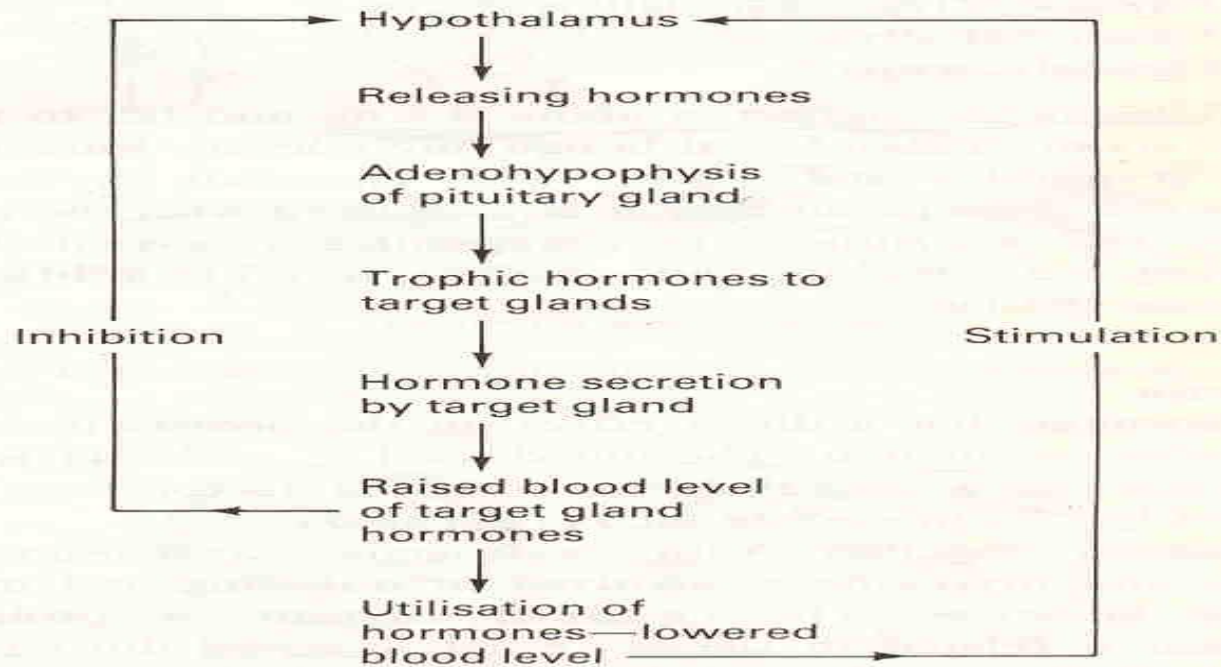 Hypothalamus
Releasing hormones
Adenohypophysis
of pituitary gland
Trophic hormones to
target glands
Inhibition
Stimulation
Hormone secretion
by target gland
Raised blood level
of target gland
hormones
Utilisation of
hormones—lowered
blood level